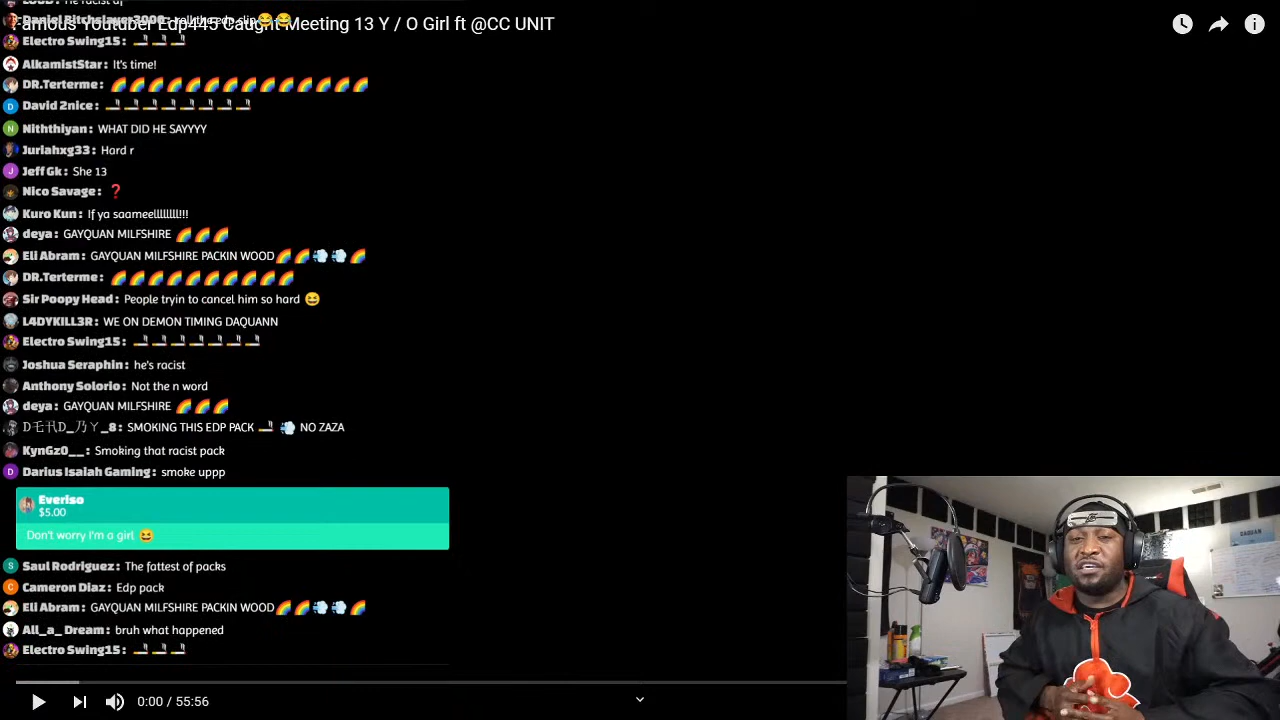 Famous Youtuber Edp445 Caught Meeting 13 Y / O Girl ft @CC UNIT
Electro Swing15:
AlkamistStar: It's time!
DR.Terterme: 🌈🌈🌈🌈🌈🌈🌈🌈🌈🌈🌈🌈🌈🌈
D David 2nice: 🚬🚬🚬🚬🚬🚬🚬🚬
N Niththiyan: WHAT DID HE SAYYYY
Juriahxg33: Hard r
J Jeff Gk: She 13
Nico Savage: ❓
Kuro Kun: If ya saameellllllll!!!
deya: GAYQUAN MILFSHIRE 🌈🌈🌈
Eli Abram: GAYQUAN MILFSHIRE PACKIN WOOD🌈🌈💨💨🌈
DR.Terterme: 🌈🌈🌈🌈🌈🌈🌈🌈🌈🌈
Sir Poopy Head: People tryin to cancel him so hard 😆
L4DYKILL3R: WE ON DEMON TIMING DAQUANN
Electro Swing15: 🚬🚬🚬🚬🚬🚬🚬
Joshua Seraphin: he's racist
Anthony Solorio: Not the n word
deya: GAYQUAN MILFSHIRE 🌈🌈🌈
SMOKING THIS EDP PACK 🚬 💨 NO ZAZA
KynGz0__: Smoking that racist pack
D Darius Isaiah Gaming: smoke uppp
Everiso
$5.00
Don't worry I'm a girl 😆
S Saul Rodriguez: The fattest of packs
C Cameron Diaz: Edp pack
Eli Abram: GAYQUAN MILFSHIRE PACKIN WOOD🌈🌈💨💨🌈
All_a_ Dream: bruh what happened
Electro Swing15: 🚬🚬🚬
0:00 / 55:56